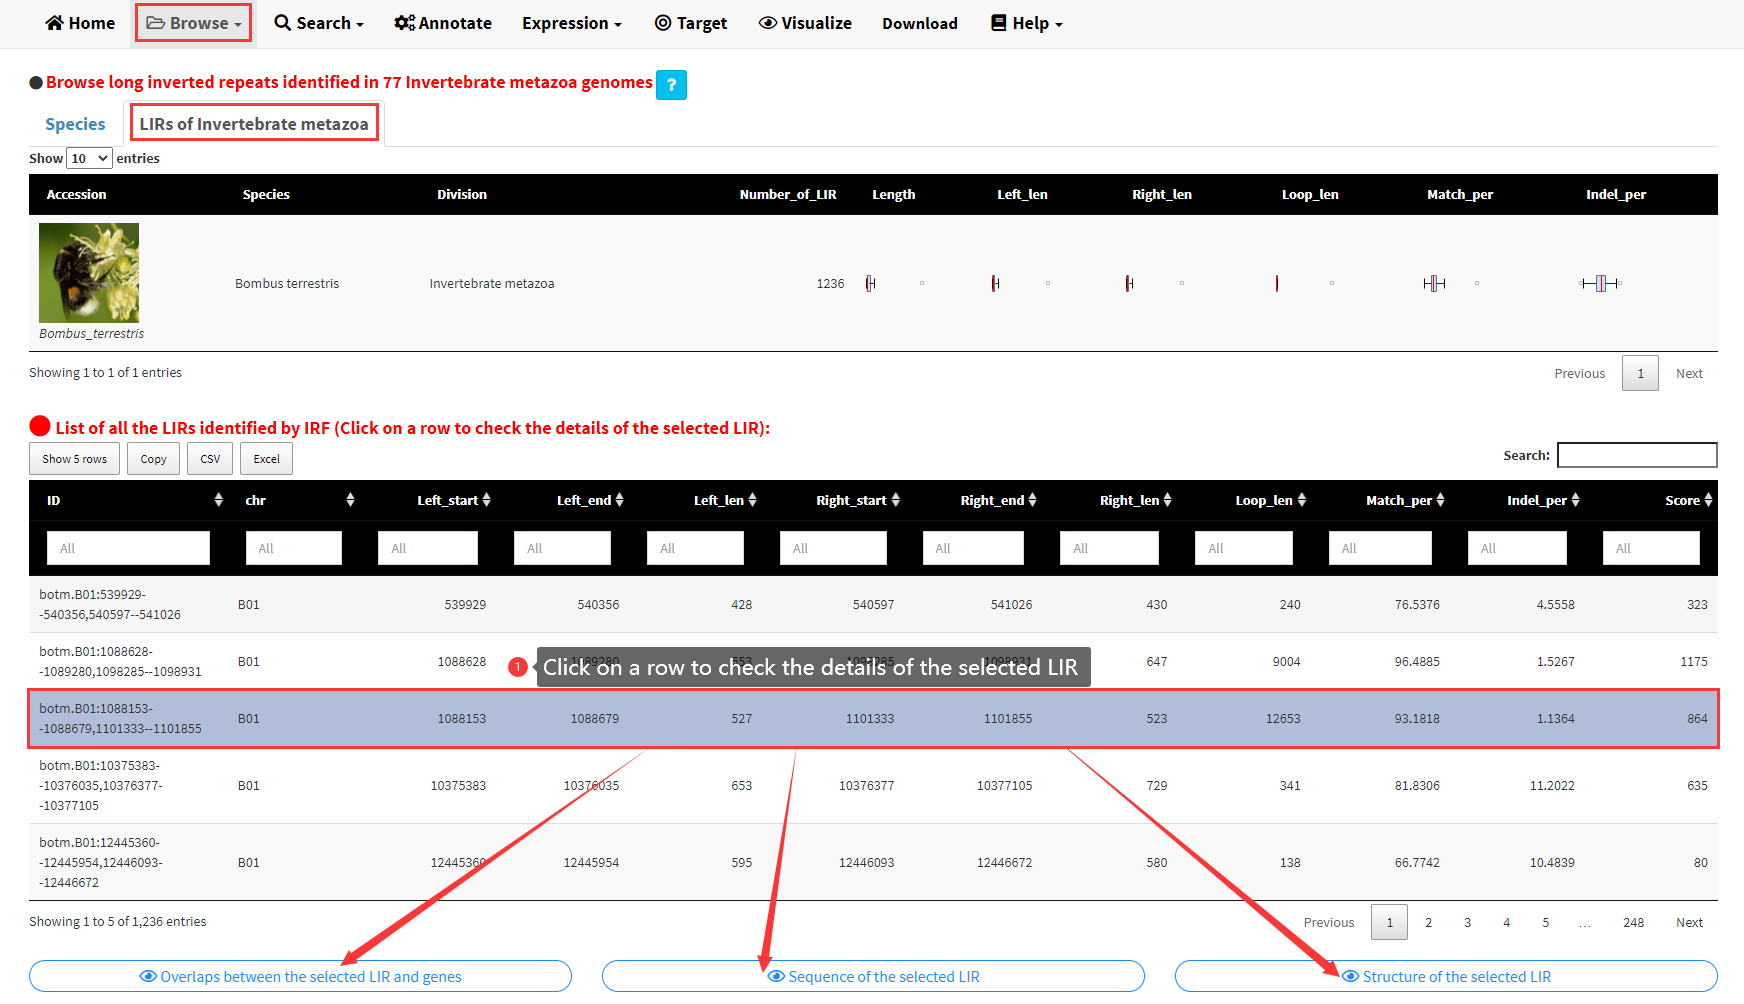 Home Browse Search Annotate Expression Target Visualize Download Help
Browse long inverted repeats identified in 77 Invertebrate metazoa genomes ?
Species LIRs of Invertebrate metazoa
Show 10 entries
Accession Species Division Number_of_LIR Length Left_len Right_len Loop_len Match_per Indel_per
Bombus terrestris Invertebrate metazoa 1236
Bombus_terrestris
Showing 1 to 1 of 1 entries Previous 1 Next
List of all the LIRs identified by IRF (Click on a row to check the details of the selected LIR):
Show 5 rows Copy CSV Excel Search:
ID chr Left_start Left_end Left_len Right_start Right_end Right_len Loop_len Match_per Indel_per Score
All All All All All All All All All All All All
botm.B01:539929-
-540356,540597--541026 B01 539929 540356 428 540597 541026 430 240 76.5376 4.5558 323
botm.B01:1088628-
-1089280,1098285--1098931 B01 1088628 1089280 653 1098285 1098931 647 9004 96.4885 1.5267 1175
1 Click on a row to check the details of the selected LIR
botm.B01:1088153-
-1088679,1101333--1101855 B01 1088153 1088679 527 1101333 1101855 523 12653 93.1818 1.1364 864
botm.B01:10375383-
-10376035,10376377- B01 10375383 10376035 653 10376377 10377105 729 341 81.8306 11.2022 635
-10377105
botm.B01:12445360-
-12445954,12446093- B01 12445360 12445954 595 12446093 12446672 580 138 66.7742 10.4839 80
-12446672
Showing 1 to 5 of 1,236 entries Previous 1 2 3 4 5 ... 248 Next
Overlaps between the selected LIR and genes Sequence of the selected LIR Structure of the selected LIR